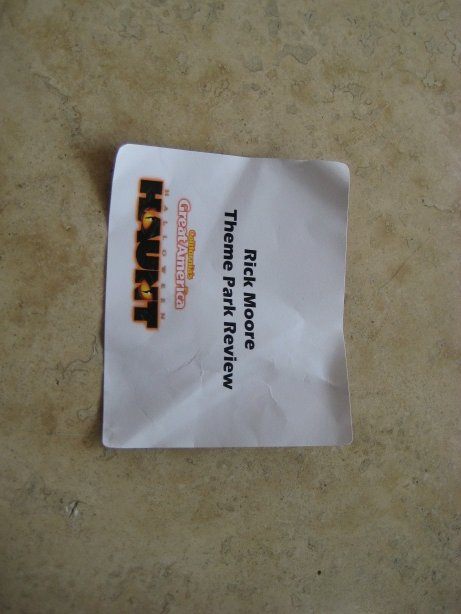 Rick Moore
Theme Park Review
California's
Great America
HALLOWEEN
HAUNT